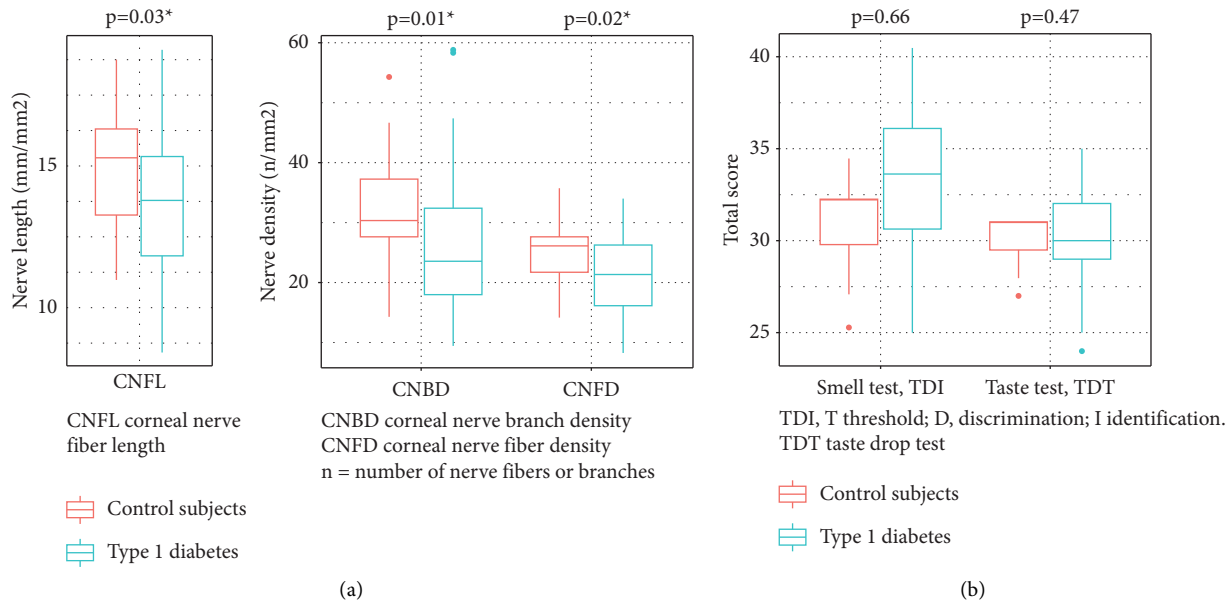 p=0.03*
Nerve length (mm/mm2)
15
10
CNFL
CNFL corneal nerve
fiber length
p=0.01*
p=0.02*
Nerve density (n/mm2)
60
40
20
CNBD
CNFD
CNBD corneal nerve branch density
CNFD corneal nerve fiber density
n = number of nerve fibers or branches
Control subjects
Type 1 diabetes
(a)
p=0.66
p=0.47
Total score
40
35
30
25
Smell test, TDI
Taste test, TDT
TDI, T threshold; D, discrimination; I identification.
TDT taste drop test
Control subjects
Type 1 diabetes
(b)